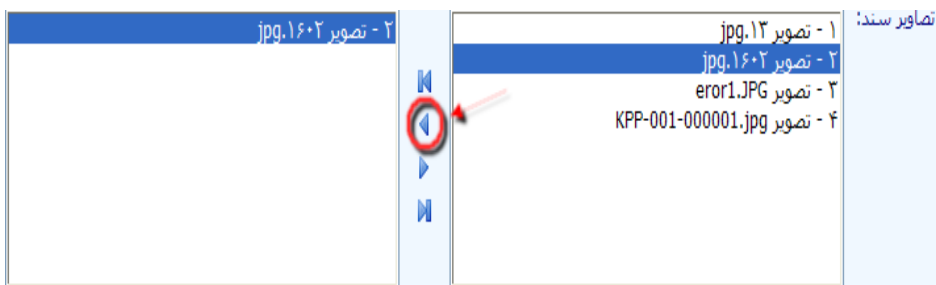 تصاویر سند:
۱ - تصویر ۱۳.jpg
۲ - تصویر ۱۶۰۲.jpg
۳ - تصویر eror1.JPG
۴ - تصویر KPP-001-000001.jpg
۲ - تصویر ۱۶۰۲.jpg